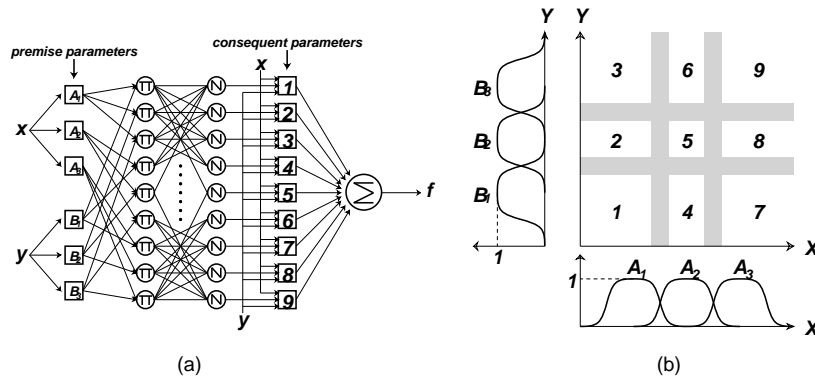 premise parameters
consequent parameters
x
x
A1
A2
A3
y
B1
B2
B3
Π
Π
Π
Π
Π
Π
Π
Π
Π
N
N
N
N
N
N
N
N
N
1
2
3
4
5
6
7
8
9
y
Σ
f
(a)
Y
Y
B3
B2
B1
1
3
6
9
2
5
8
1
4
7
X
1
A1
A2
A3
X
(b)